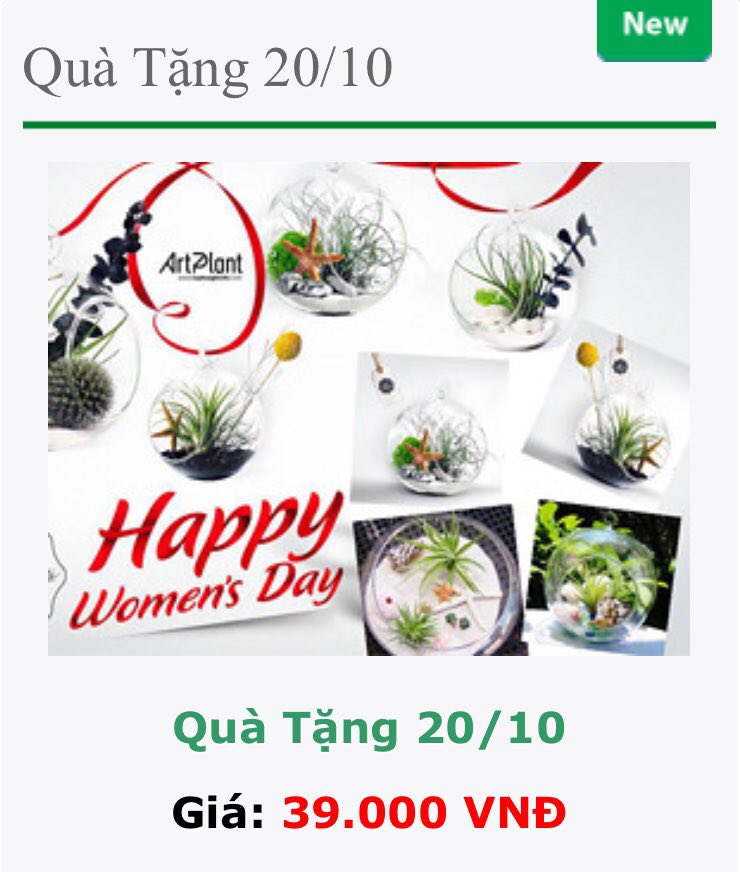 New
Quà Tặng 20/10
ArtPlant
Happy
Women's Day
Quà Tặng 20/10
Giá: 39.000 VNĐ